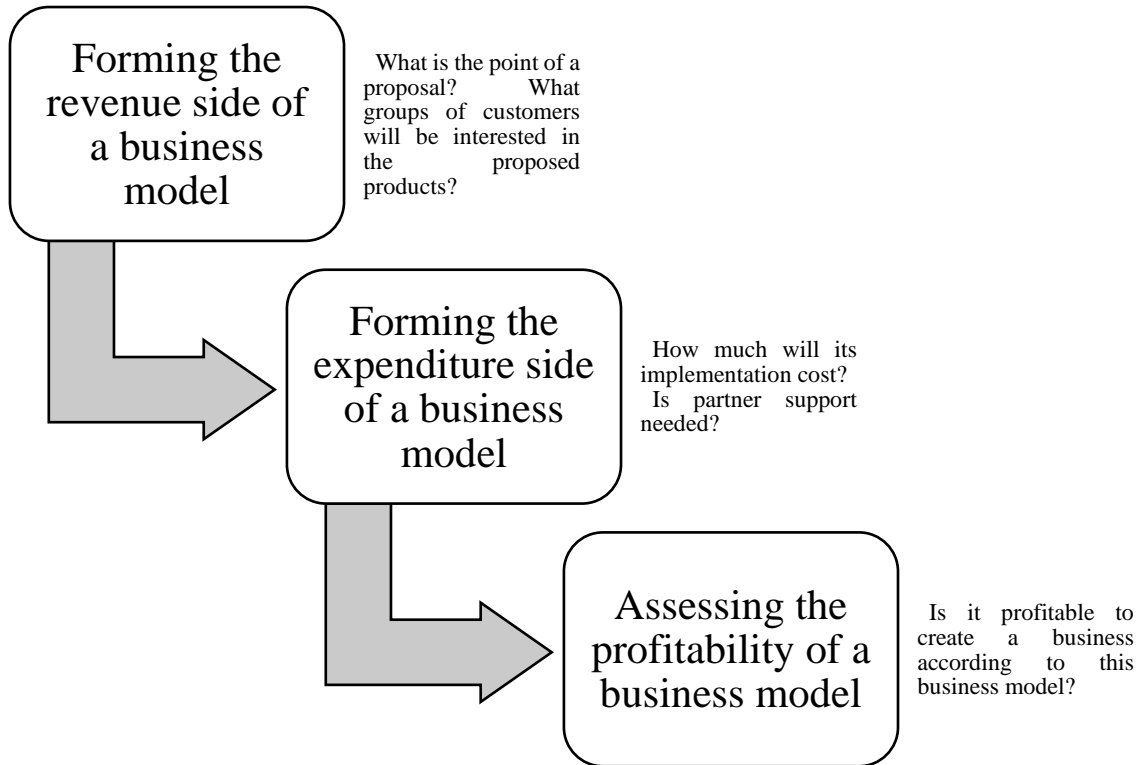 Forming the
revenue side of
a business
model
What is the point of a
proposal? What
groups of customers
will be interested in
the proposed
products?
Forming the
expenditure side
of a business
model
How much will its
implementation cost?
Is partner support
needed?
Assessing the
profitability of a
business model
Is it profitable to
create a business
according to this
business model?